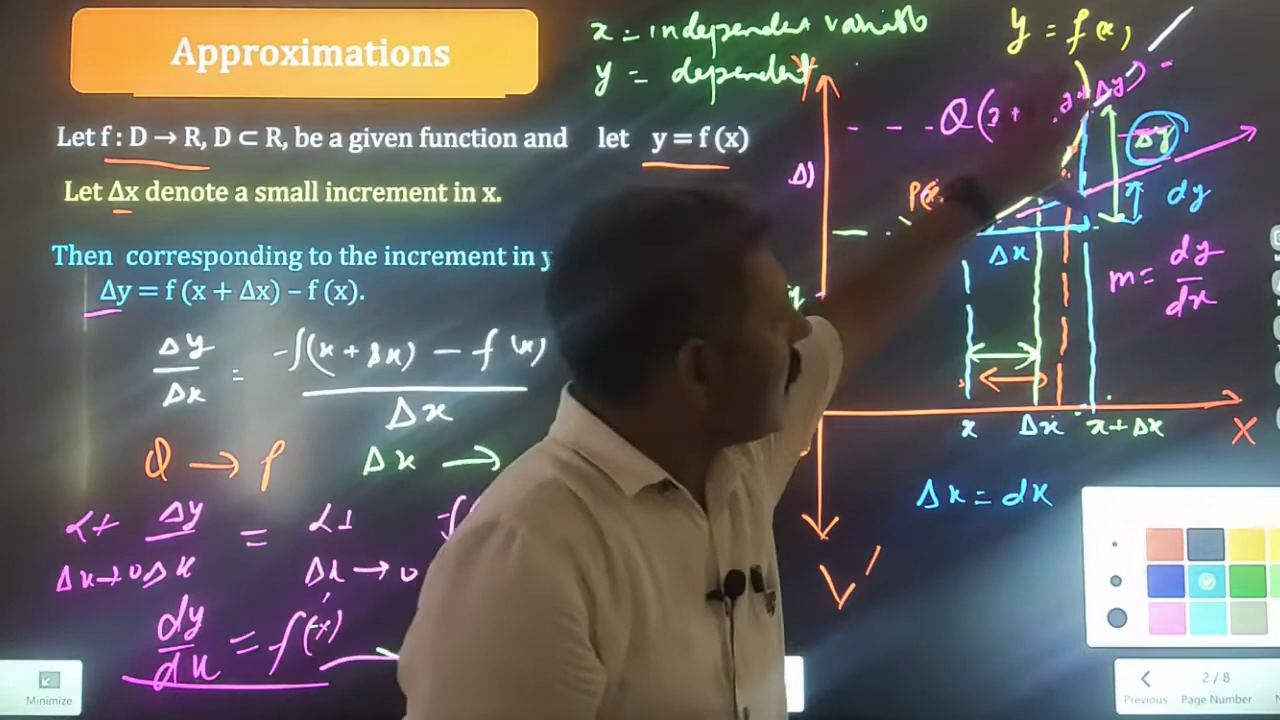 Approximations
Let f : D → R, D ⊂ R, be a given function and let y = f (x)
Let Δx denote a small increment in x.
Then corresponding to the increment in y
Δy = f (x + Δx) – f (x).
Δy/Δx = f(x + δx) – f(x) / Δx
Q → P Δx →
Lt Δy/Δx = Lt
Δx→0 Δx→0
dy/dx = f'(x)
x = independent variable
y = dependent
y = f(x)
Q(x + y + Δy)
Δy
P(x
dy
Δx
m = dy/dx
x Δx x + Δx
X
Δx = dx
Y'
Minimize
2 / 8
Previous Page Number